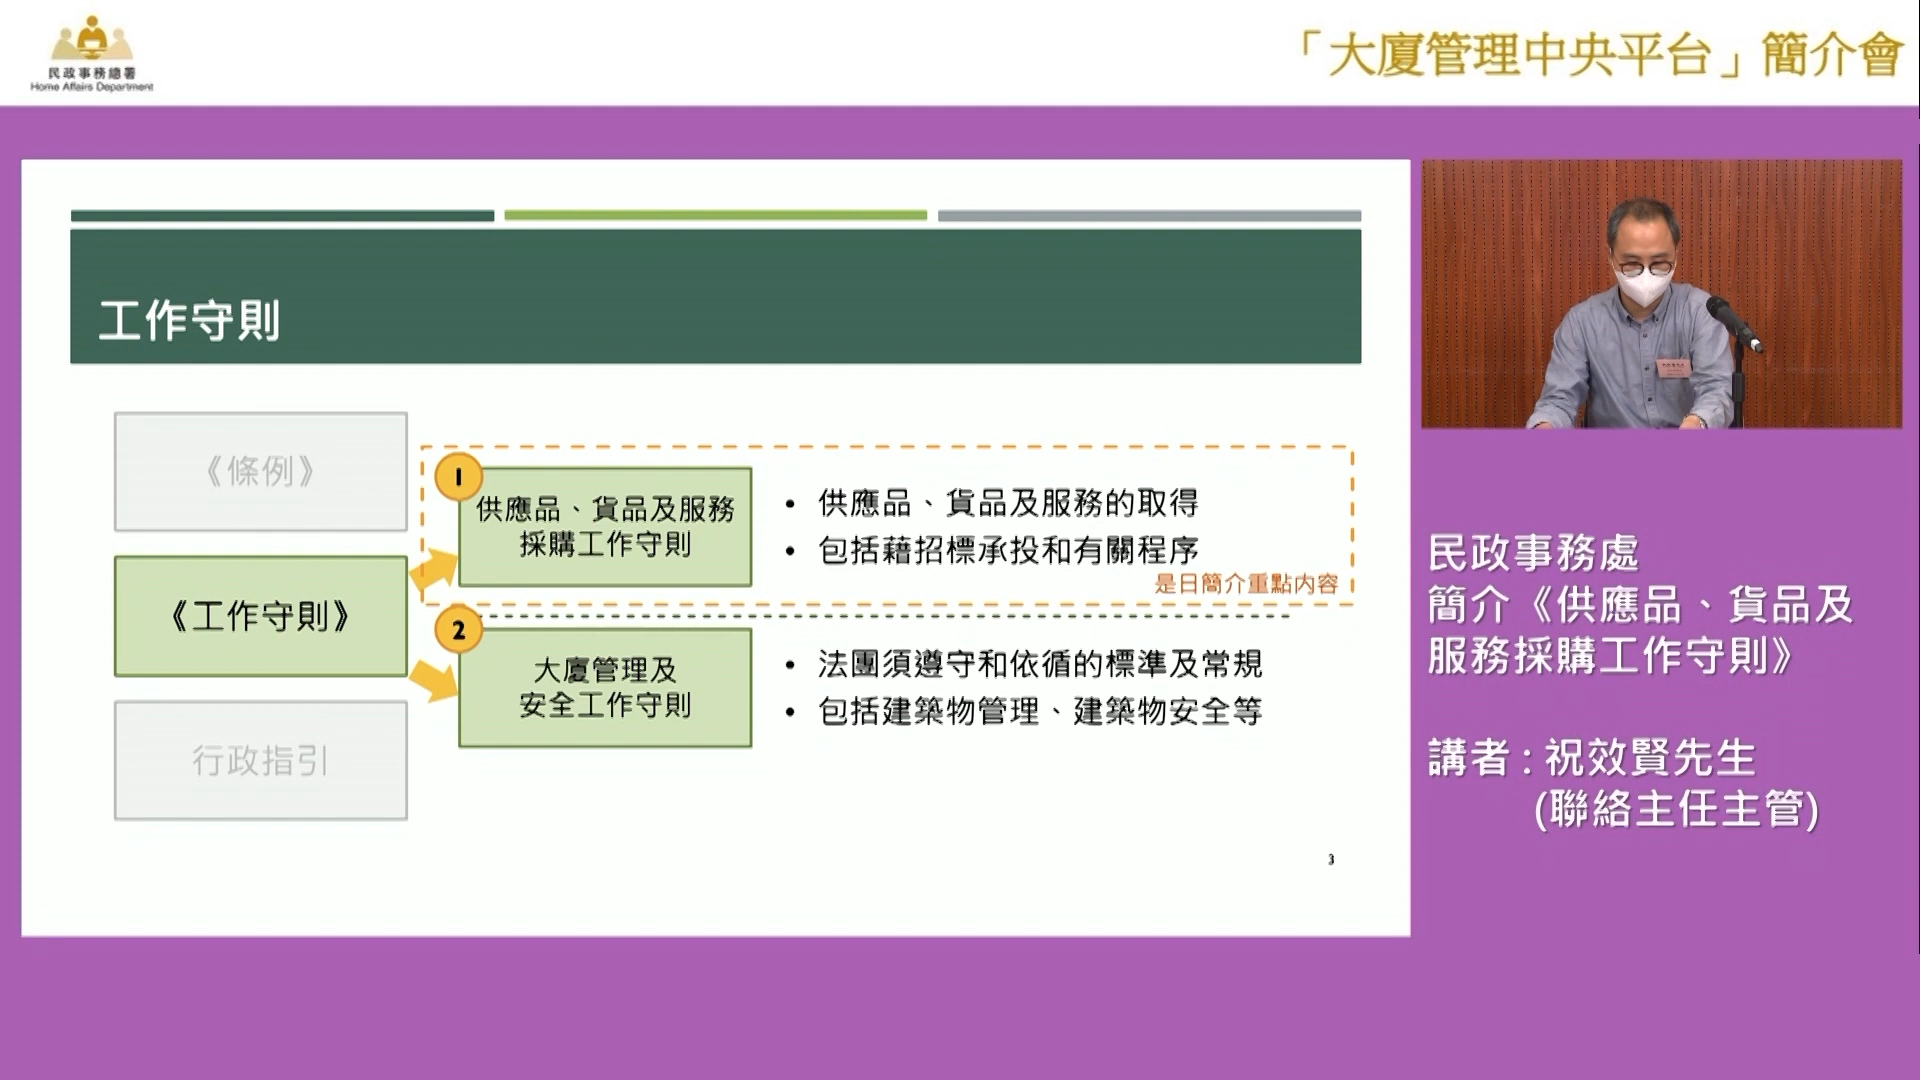 民政事務總署
Home Affairs Department
「大廈管理中央平台」簡介會
工作守則
《條例》
《工作守則》
行政指引
1
供應品、貨品及服務
採購工作守則
• 供應品、貨品及服務的取得
• 包括藉招標承投和有關程序
是日簡介重點內容
2
大廈管理及
安全工作守則
• 法團須遵守和依循的標準及常規
• 包括建築物管理、建築物安全等
3
民政事務處
簡介《供應品、貨品及
服務採購工作守則》
講者 : 祝效賢先生
(聯絡主任主管)